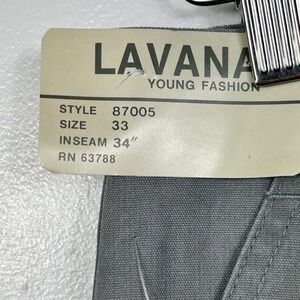 LAVANA
YOUNG FASHION
STYLE 87005
SIZE 33
INSEAM 34"
RN 63788